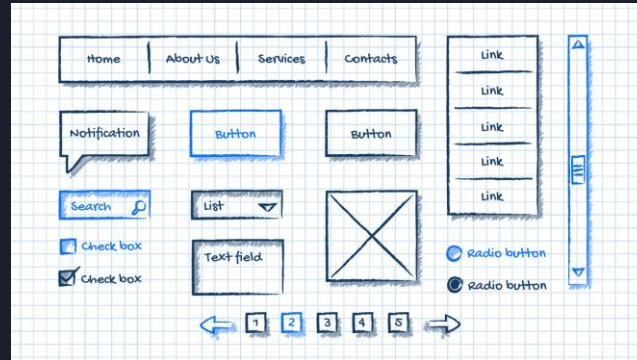 Home About Us Services Contacts
Link
Link
Link
Link
Link
Notification
Button
Button
Search
List
Check box
Check box
Text field
Radio button
Radio button
1 2 3 4 5